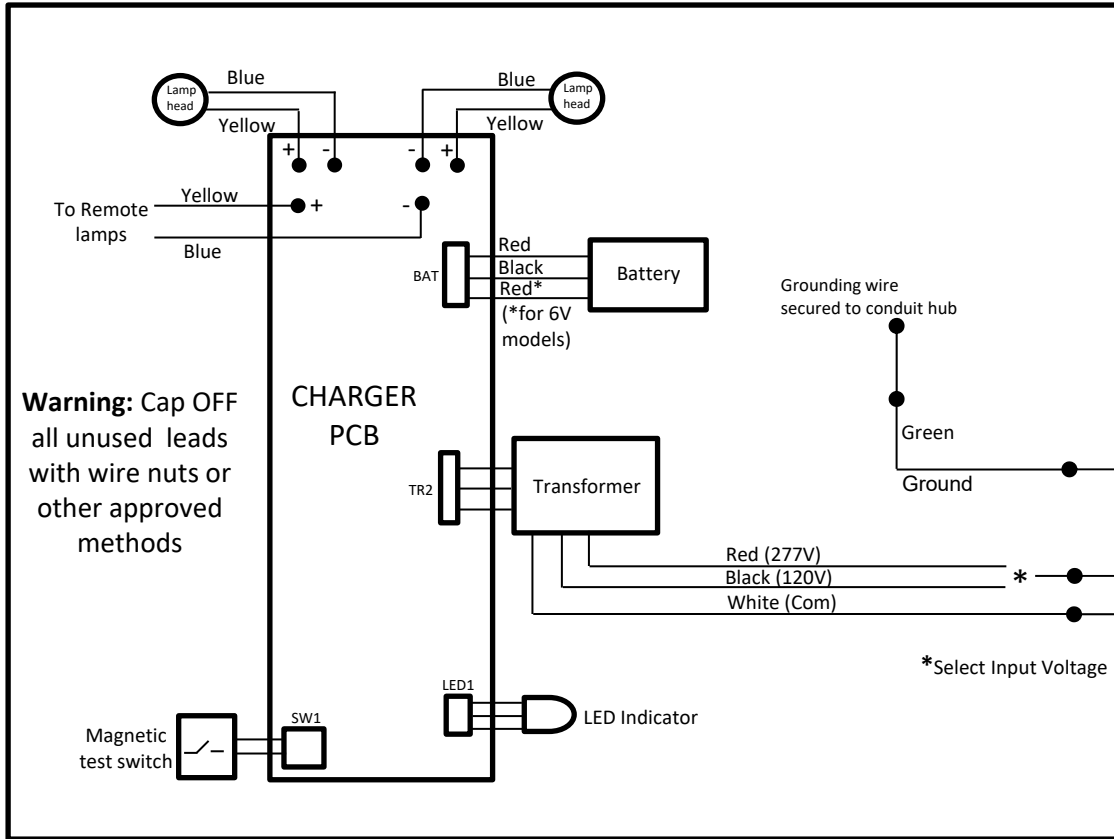 Blue
Lamp
head
Yellow
Blue
Lamp
head
Yellow
+
-
-
+
To Remote
lamps
Yellow
+
-
Blue
BAT
Red
Black
Red*
(*for 6V
models)
Battery
Grounding wire
secured to conduit hub
Green
Ground
Warning: Cap OFF
all unused leads
with wire nuts or
other approved
methods
CHARGER
PCB
TR2
Transformer
Red (277V)
Black (120V)
White (Com)
*
*Select Input Voltage
LED1
LED Indicator
SW1
Magnetic
test switch